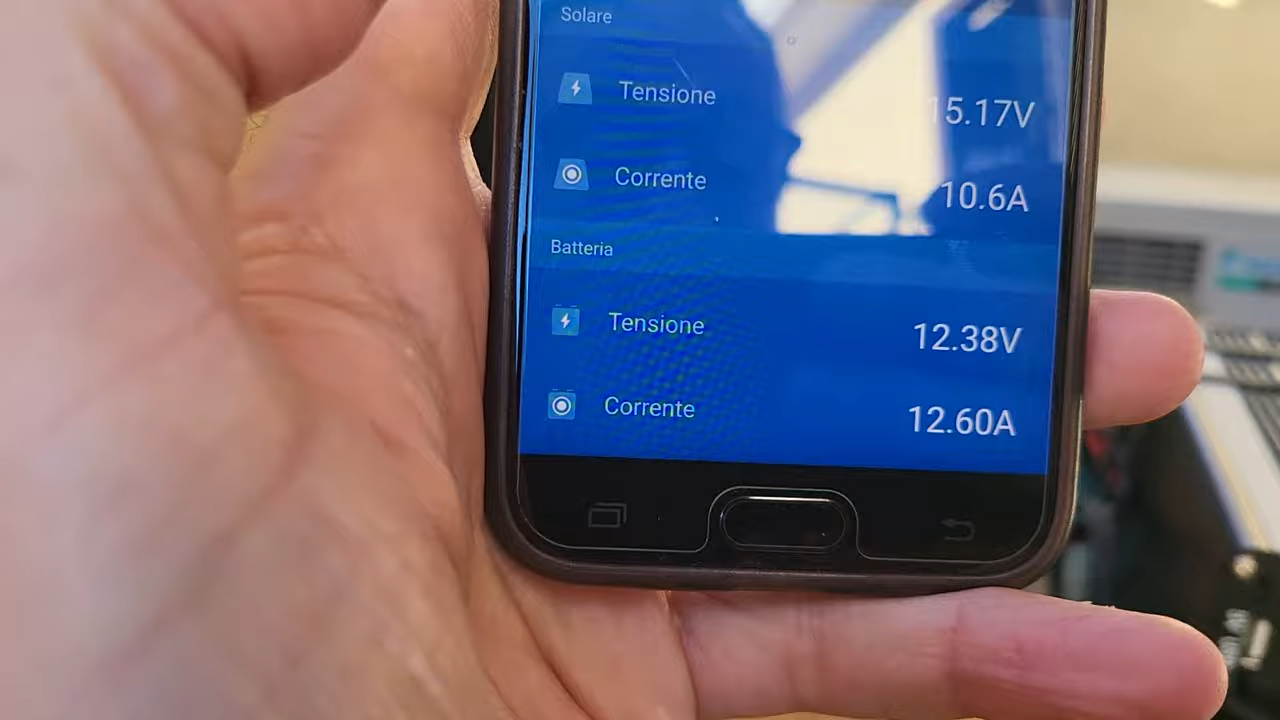 Solare
Tensione 15.17V
Corrente 10.6A
Batteria
Tensione 12.38V
Corrente 12.60A